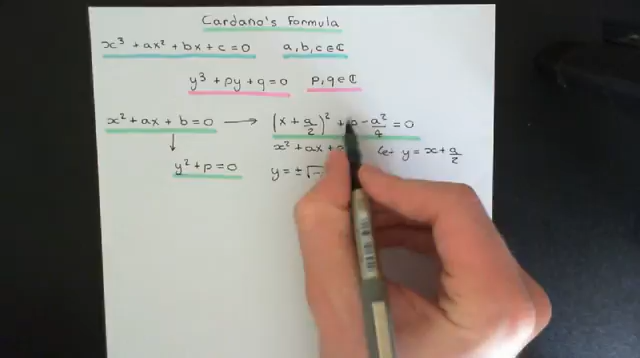 Cardano's Formula
x³ + ax² + bx + c = 0 a, b, c ∈ ℂ
y³ + py + q = 0 p, q ∈ ℂ
x² + ax + b = 0 → (x + a/2)² + b - a²/4 = 0
x² + ax + let y = x + a/2
↓
y² + p = 0 y = ±√-